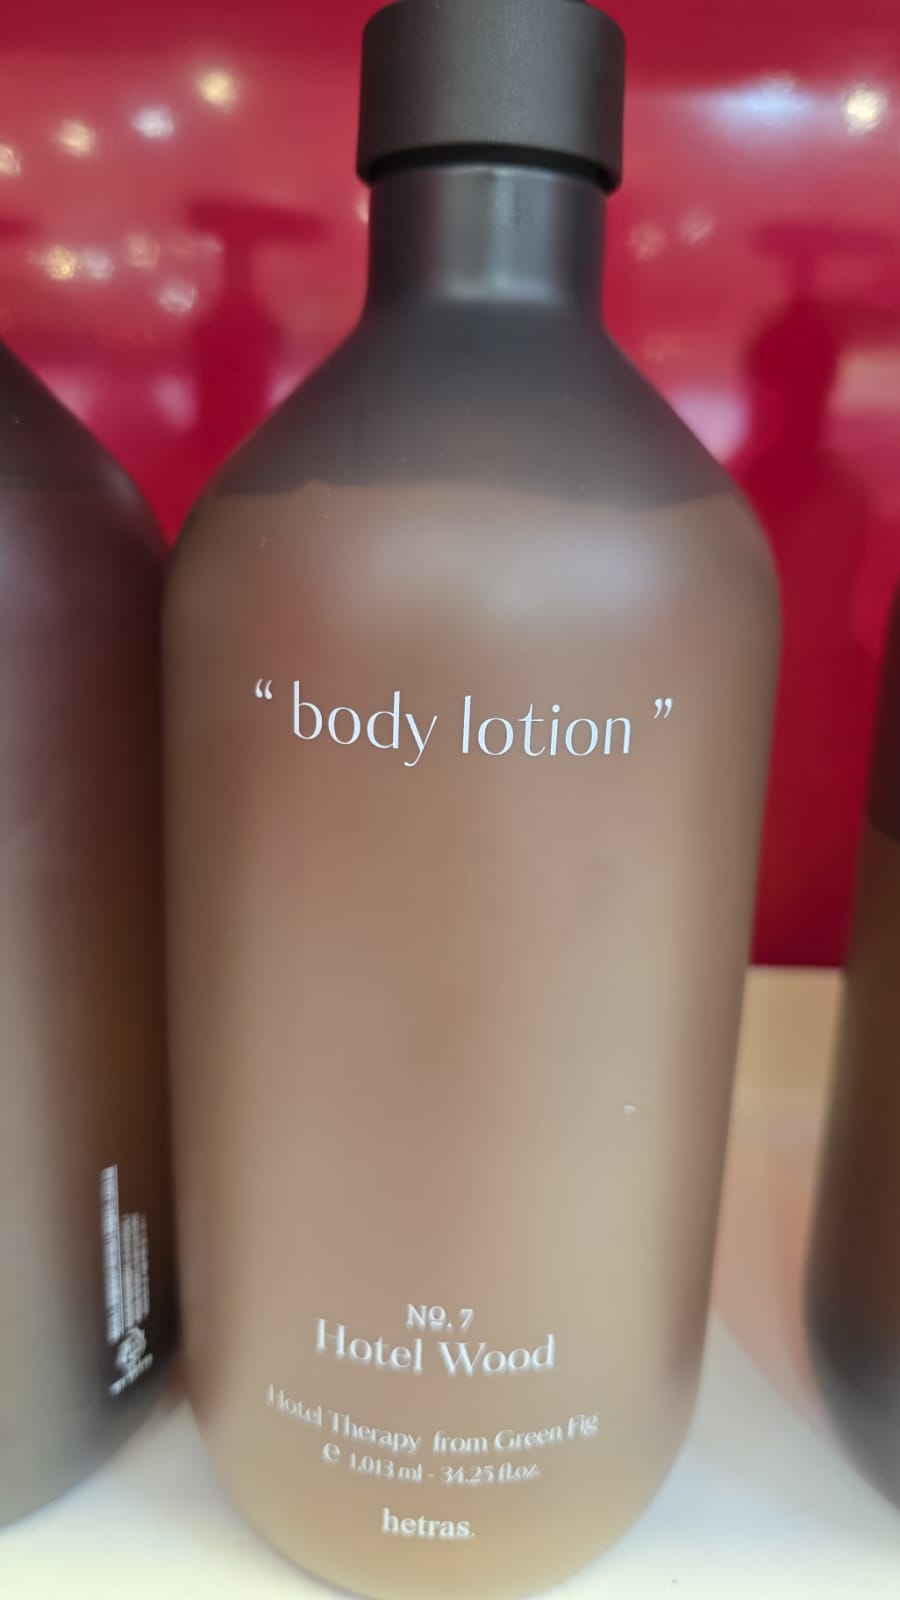 “ body lotion ”
№. 7
Hotel Wood
Hotel Therapy from Green Fig
℮ 1,013 ml - 34.25 fl.oz.
hetras.